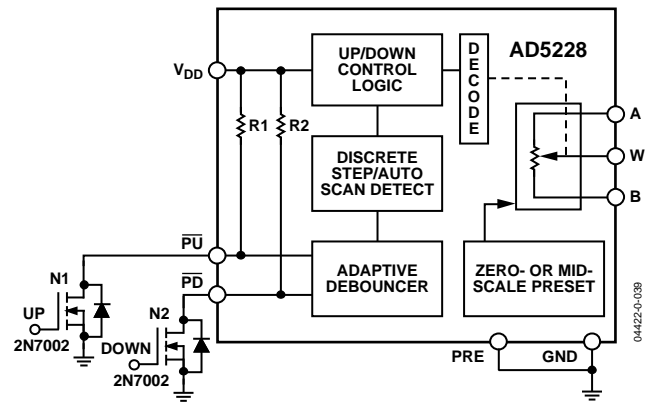 UP/DOWN
CONTROL
LOGIC
DECODE
AD5228
VDD
R1
R2
A
W
B
DISCRETE
STEP/AUTO
SCAN DETECT
PU
PD
ADAPTIVE
DEBOUNCER
ZERO- OR MID-
SCALE PRESET
N1
UP
2N7002
N2
DOWN
2N7002
PRE
GND
04422-0-039